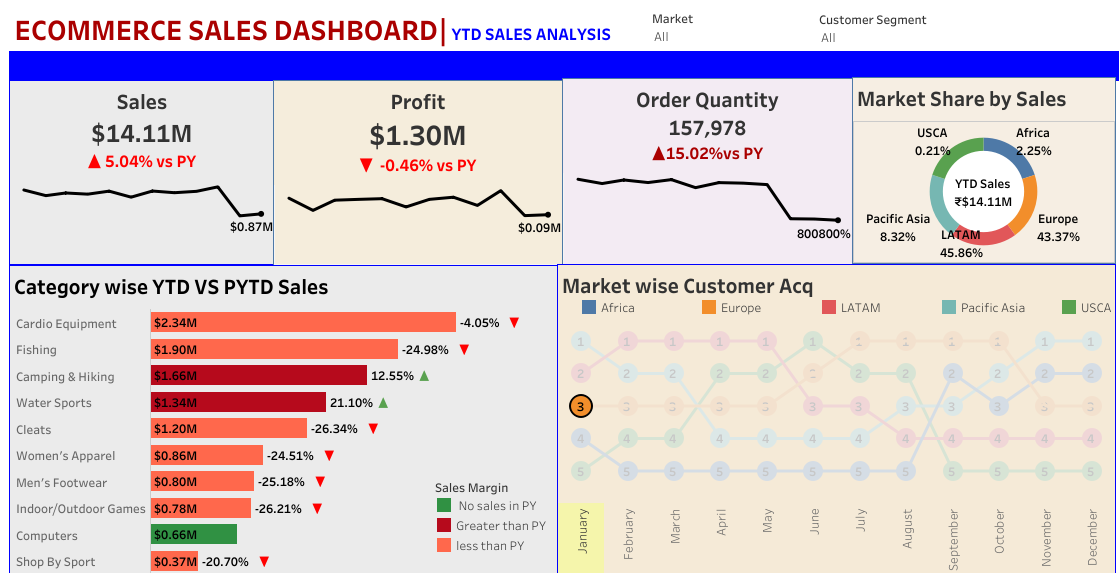 ECOMMERCE SALES DASHBOARD| YTD SALES ANALYSIS
Market
All
Customer Segment
All
Sales
$14.11M
▲ 5.04% vs PY
$0.87M
Profit
$1.30M
▼ -0.46% vs PY
$0.09M
Order Quantity
157,978
▲15.02%vs PY
800800%
Market Share by Sales
USCA
0.21%
Africa
2.25%
YTD Sales
₹$14.11M
Pacific Asia
8.32%
LATAM
45.86%
Europe
43.37%
Category wise YTD VS PYTD Sales
Cardio Equipment $2.34M -4.05% ▼
Fishing $1.90M -24.98% ▼
Camping & Hiking $1.66M 12.55% ▲
Water Sports $1.34M 21.10% ▲
Cleats $1.20M -26.34% ▼
Women's Apparel $0.86M -24.51% ▼
Men's Footwear $0.80M -25.18% ▼
Indoor/Outdoor Games $0.78M -26.21% ▼
Computers $0.66M
Shop By Sport $0.37M -20.70% ▼
Sales Margin
No sales in PY
Greater than PY
less than PY
Market wise Customer Acq
Africa Europe LATAM Pacific Asia USCA
1 1 1 1 1 1 1 1 1 1 1 1
2 2 2 2 2 2 2 2 2 2 2 2
3 3 3 3 3 3 3 3 3 3 3 3
4 4 4 4 4 4 4 4 4 4 4 4
5 5 5 5 5 5 5 5 5 5 5 5
January February March April May June July August September October November December